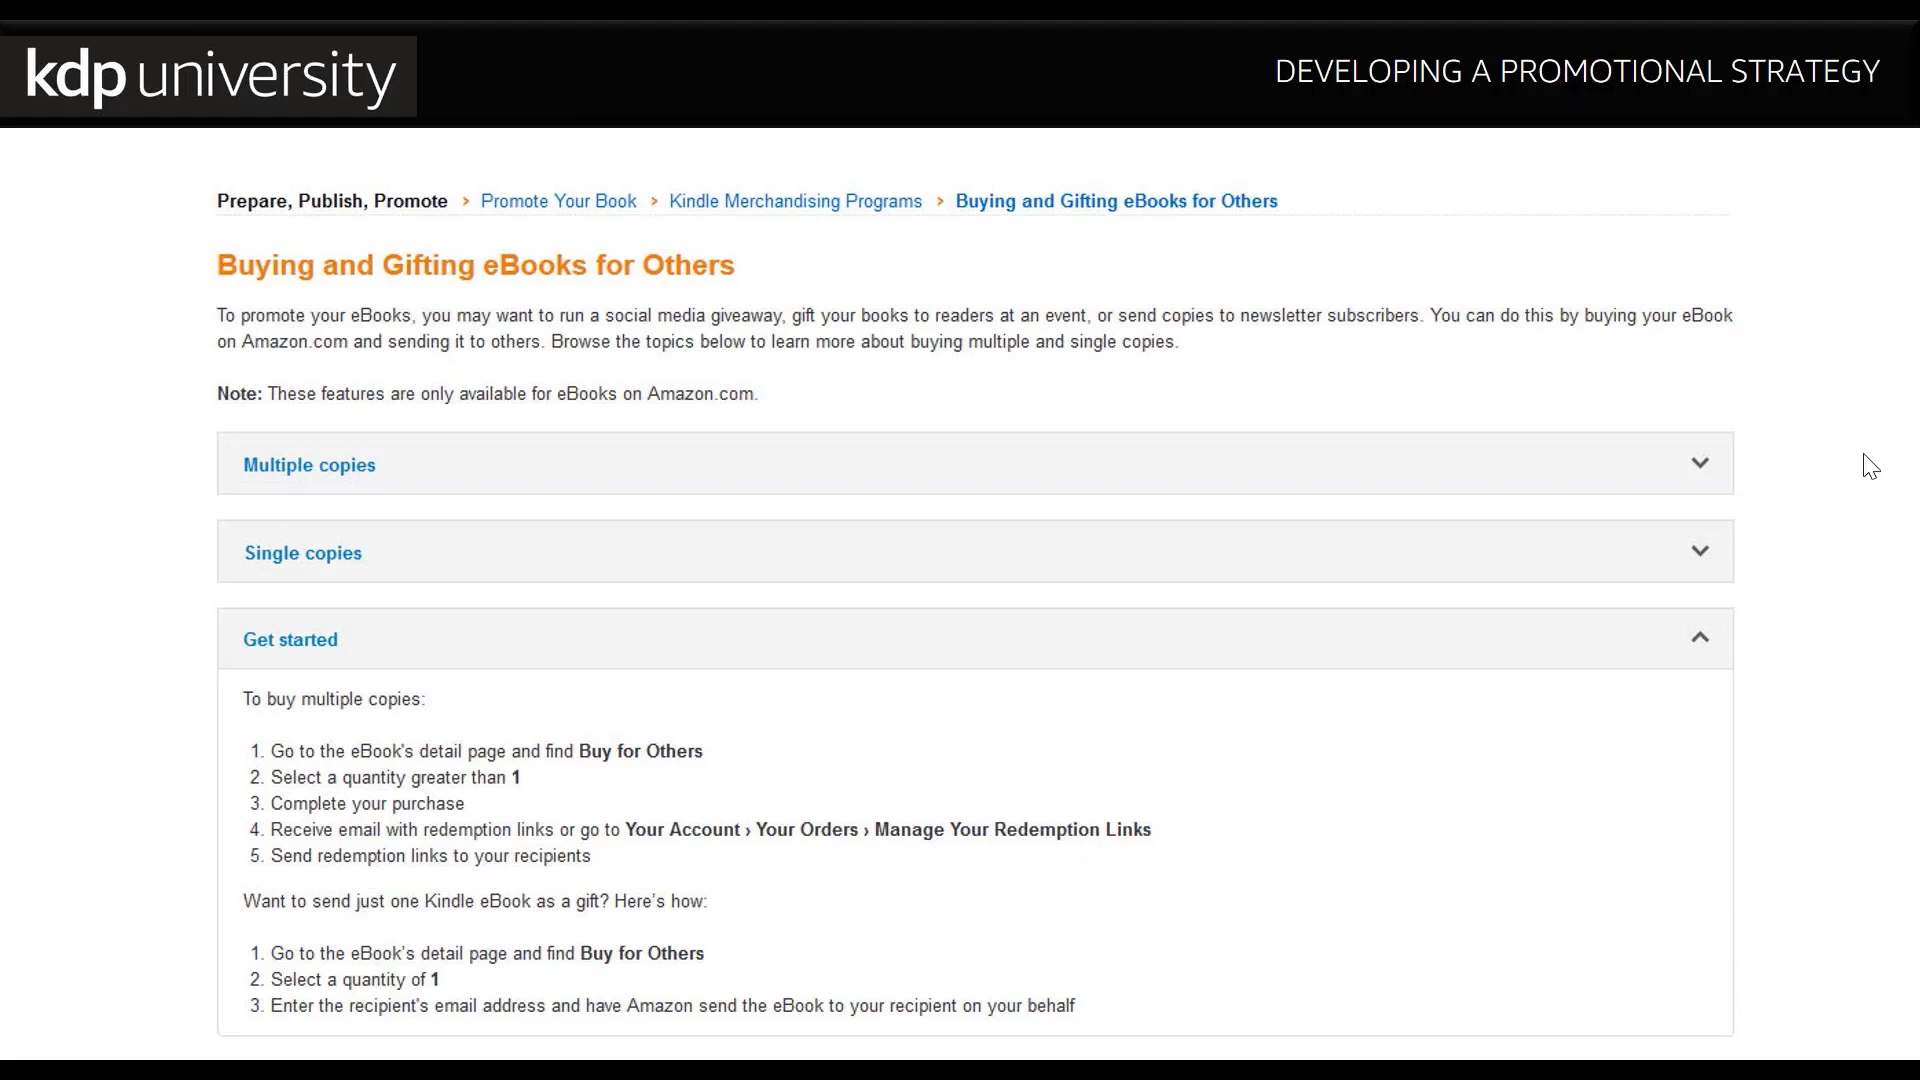 kdp university
DEVELOPING A PROMOTIONAL STRATEGY
Prepare, Publish, Promote › Promote Your Book › Kindle Merchandising Programs › Buying and Gifting eBooks for Others
Buying and Gifting eBooks for Others
To promote your eBooks, you may want to run a social media giveaway, gift your books to readers at an event, or send copies to newsletter subscribers. You can do this by buying your eBook
on Amazon.com and sending it to others. Browse the topics below to learn more about buying multiple and single copies.
Note: These features are only available for eBooks on Amazon.com.
Multiple copies
Single copies
Get started
To buy multiple copies:
1. Go to the eBook's detail page and find Buy for Others
2. Select a quantity greater than 1
3. Complete your purchase
4. Receive email with redemption links or go to Your Account › Your Orders › Manage Your Redemption Links
5. Send redemption links to your recipients
Want to send just one Kindle eBook as a gift? Here's how:
1. Go to the eBook's detail page and find Buy for Others
2. Select a quantity of 1
3. Enter the recipient's email address and have Amazon send the eBook to your recipient on your behalf